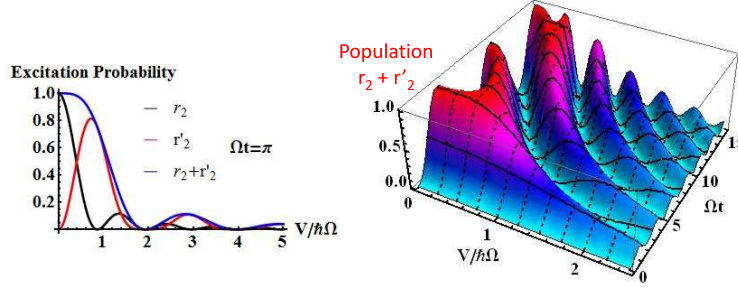 Excitation Probability
1.0
0.8
0.6
0.4
0.2
r₂
r'₂
r₂+r'₂
Ωt=π
1 2 3 4 5
V/ℏΩ
Population
r₂ + r'₂
1.0
0.5
0.0
0
1
2
V/ℏΩ
0
5
10
15
Ωt